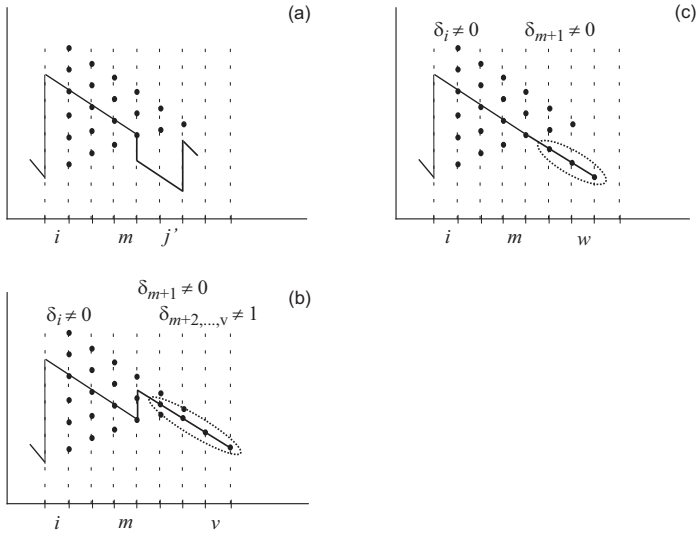 (a)
i m j'
(c)
δi ≠ 0 δm+1 ≠ 0
i m w
(b)
δm+1 ≠ 0
δi ≠ 0 δm+2,...,v ≠ 1
i m v